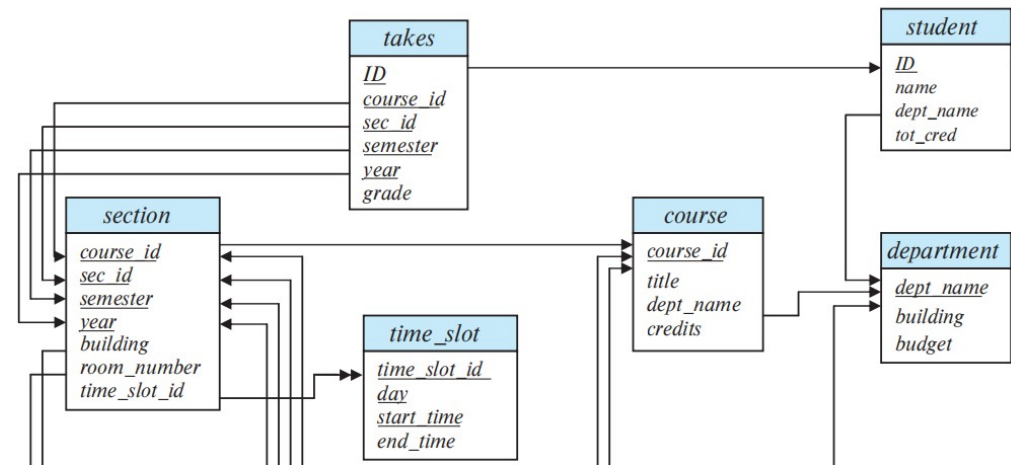 takes
ID
course_id
sec_id
semester
year
grade
student
ID
name
dept_name
tot_cred
section
course_id
sec_id
semester
year
building
room_number
time_slot_id
course
course_id
title
dept_name
credits
department
dept_name
building
budget
time_slot
time_slot_id
day
start_time
end_time